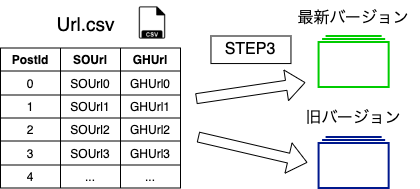 Url.csv
CSV
PostId SOUrl GHUrl
0 SOUrl0 GHUrl0
1 SOUrl1 GHUrl1
2 SOUrl2 GHUrl2
3 SOUrl3 GHUrl3
4 ... ...
STEP3
最新バージョン
旧バージョン